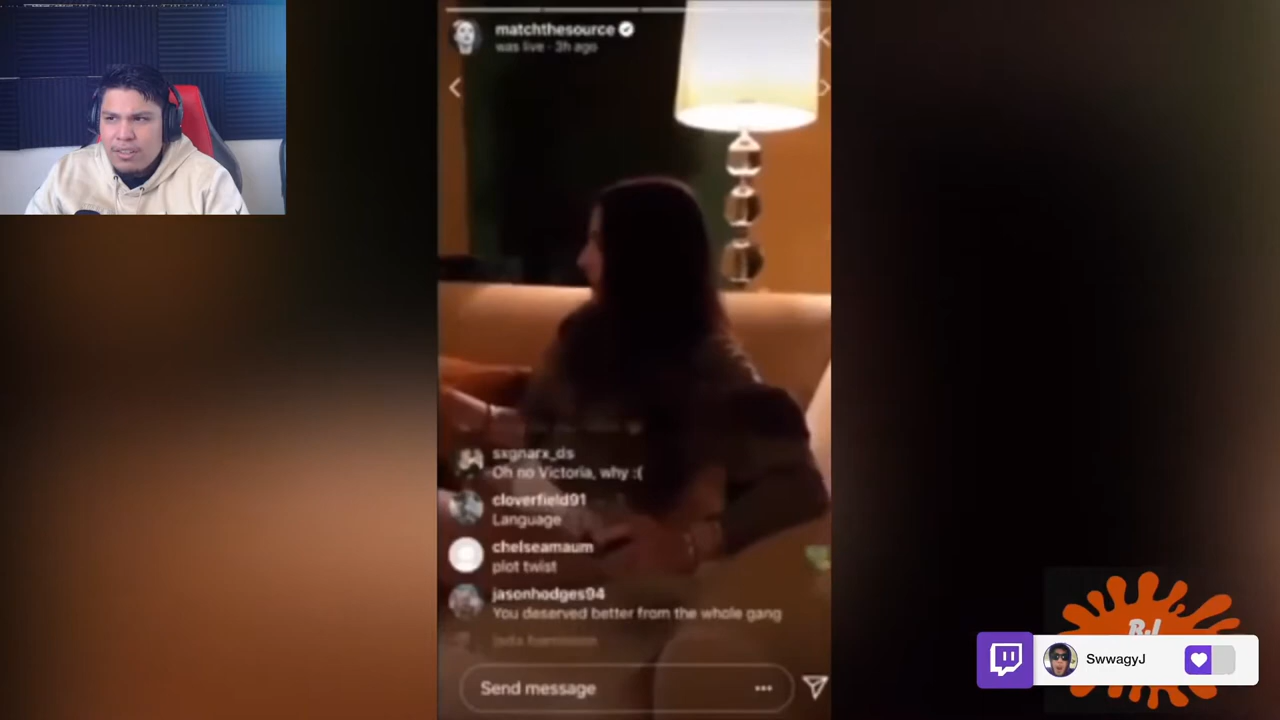 matchthesource
was live · 3h ago
sxgnarx_ds
Oh no Victoria, why :(
cloverfield91
Language
chelseamaum
plot twist
jasonhodges94
You deserved better from the whole gang
Send message
R.I
SwwagyJ